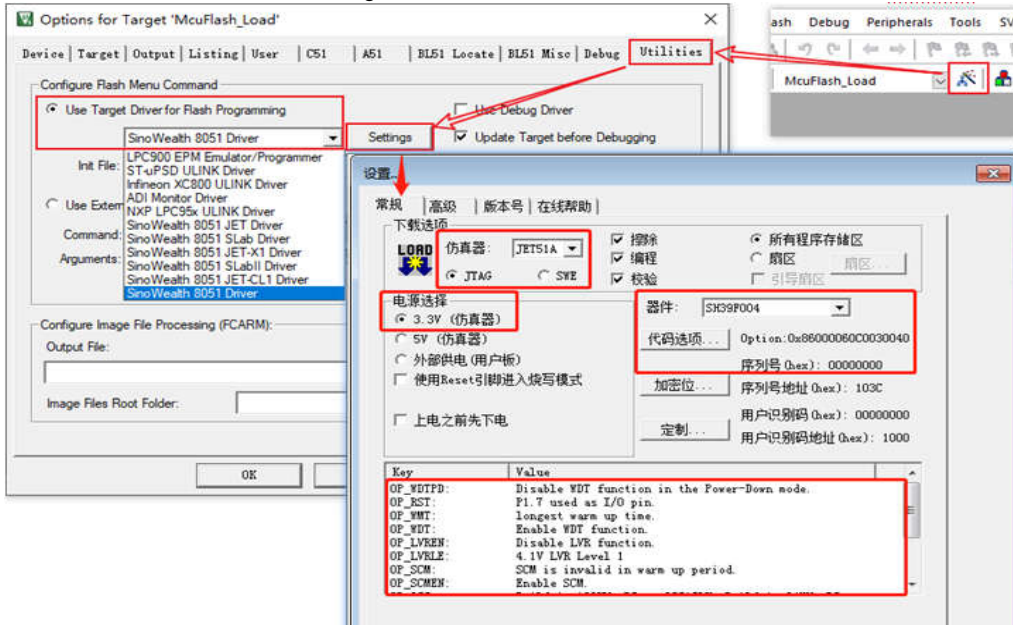 Options for Target 'McuFlash_Load'
Device Target Output Listing User C51 A51 BL51 Locate BL51 Misc Debug Utilities
Configure Flash Menu Command
Use Target Driver for Flash Programming
Use Debug Driver
SinoWealth 8051 Driver
Settings
Update Target before Debugging
Init File:
LPC900 EPM Emulator/Programmer
ST-uPSD ULINK Driver
Infineon XC800 ULINK Driver
ADI Monitor Driver
NXP LPC95x ULINK Driver
SinoWealth 8051 JET Driver
SinoWealth 8051 SLab Driver
SinoWealth 8051 JET-X1 Driver
SinoWealth 8051 SLabII Driver
SinoWealth 8051 JET-CL1 Driver
SinoWealth 8051 Driver
Use Extern
Command:
Arguments:
Configure Image File Processing (FCARM):
Output File:
Image Files Root Folder:
OK
ash Debug Peripherals Tools SV
McuFlash_Load
设置
常规 高级 版本号 在线帮助
下载选项
LOAD
仿真器: JET51A
JTAG SWE
擦除
编程
校验
所有程序存储区
扇区
扇区...
引导扇区
电源选择
3.3V (仿真器)
5V (仿真器)
外部供电(用户板)
使用Reset引脚进入烧写模式
上电之前先下电
器件: SH39F004
代码选项... Option:0x86000060C0030040
序列号(hex): 00000000
加密位... 序列号地址(hex): 103C
用户识别码(hex): 00000000
定制... 用户识别码地址(hex): 1000
Key Value
OP_WDTPD: Disable WDT function in the Power-Down mode.
OP_RST: P1.7 used as I/O pin.
OP_WMT: longest warm up time.
OP_WDT: Enable WDT function.
OP_LVREN: Disable LVR function.
OP_LVRLE: 4.1V LVR Level 1
OP_SCM: SCM is invalid in warm up period.
OP_SCMEN: Enable SCM.